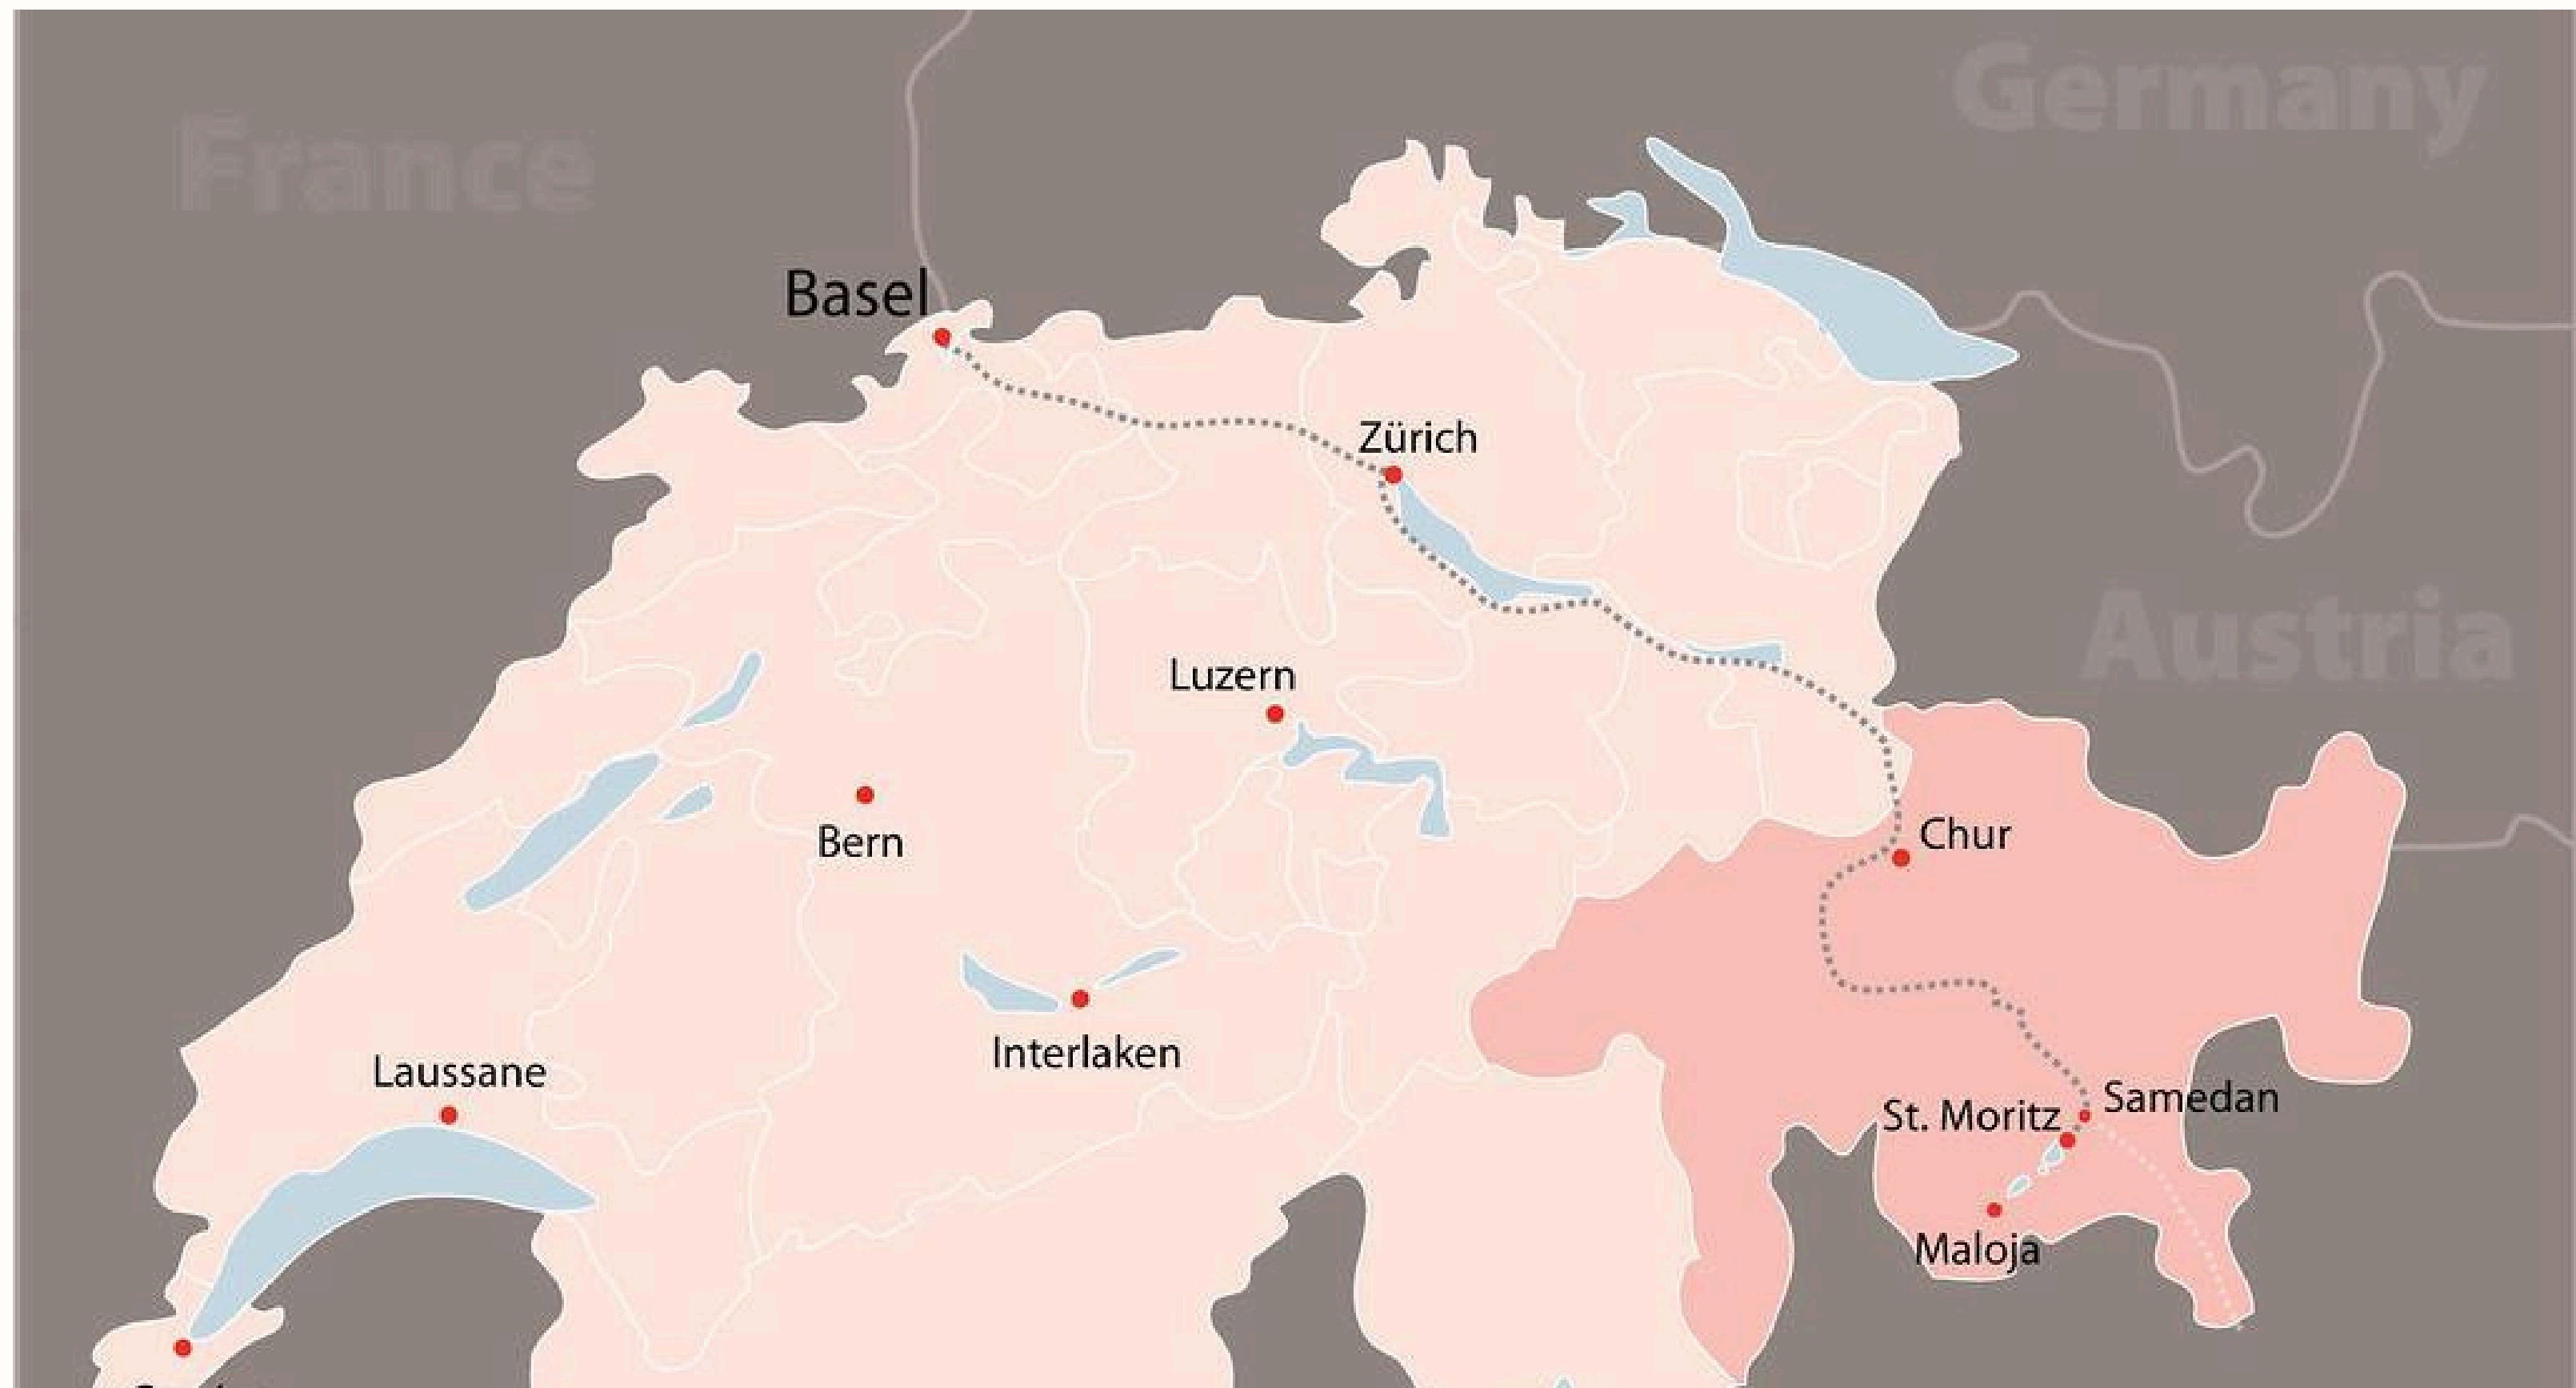 Germany
France
Basel
Zürich
Austria
Luzern
Chur
Bern
Interlaken
Laussane
Samedan
St. Moritz
Maloja